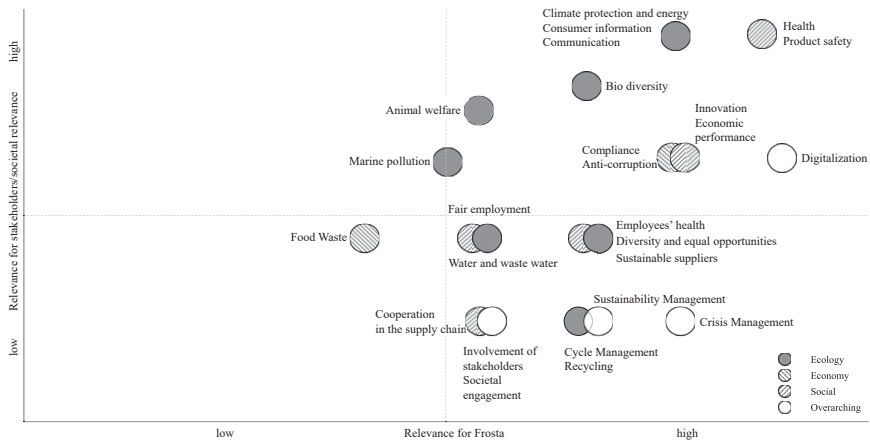 Climate protection and energy
Consumer information
Communication
Health
Product safety
high
Bio diversity
Animal welfare
Innovation
Economic
performance
Marine pollution
Compliance
Anti-corruption
Digitalization
Relevance for stakeholders/societal relevance
Fair employment
Food Waste
Employees' health
Diversity and equal opportunities
Sustainable suppliers
Water and waste water
Sustainability Management
Cooperation
in the supply chain
Crisis Management
low
Involvement of
stakeholders
Societal
engagement
Cycle Management
Recycling
Ecology
Economy
Social
Overarching
low
Relevance for Frosta
high